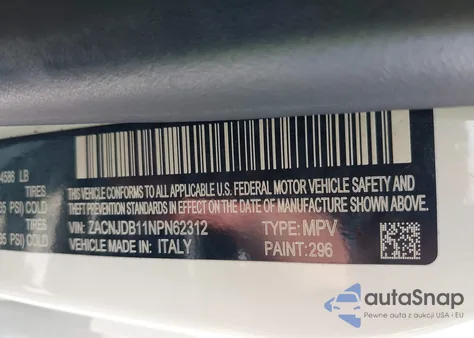 4586 LB
TIRES
35 PSI) COLD
TIRES
35 PSI) COLD
THIS VEHICLE CONFORMS TO ALL APPLICABLE U.S. FEDERAL MOTOR VEHICLE SAFETY AND
THEFT PREVENTION STANDARDS IN EFFECT ON THE DATE OF MANUFACTURE SHOWN ABOVE.
VIN: ZACNJDB11NPN62312 TYPE: MPV
VEHICLE MADE IN: ITALY PAINT: 296
autoSnap
Pewne auta z aukcji USA i EU